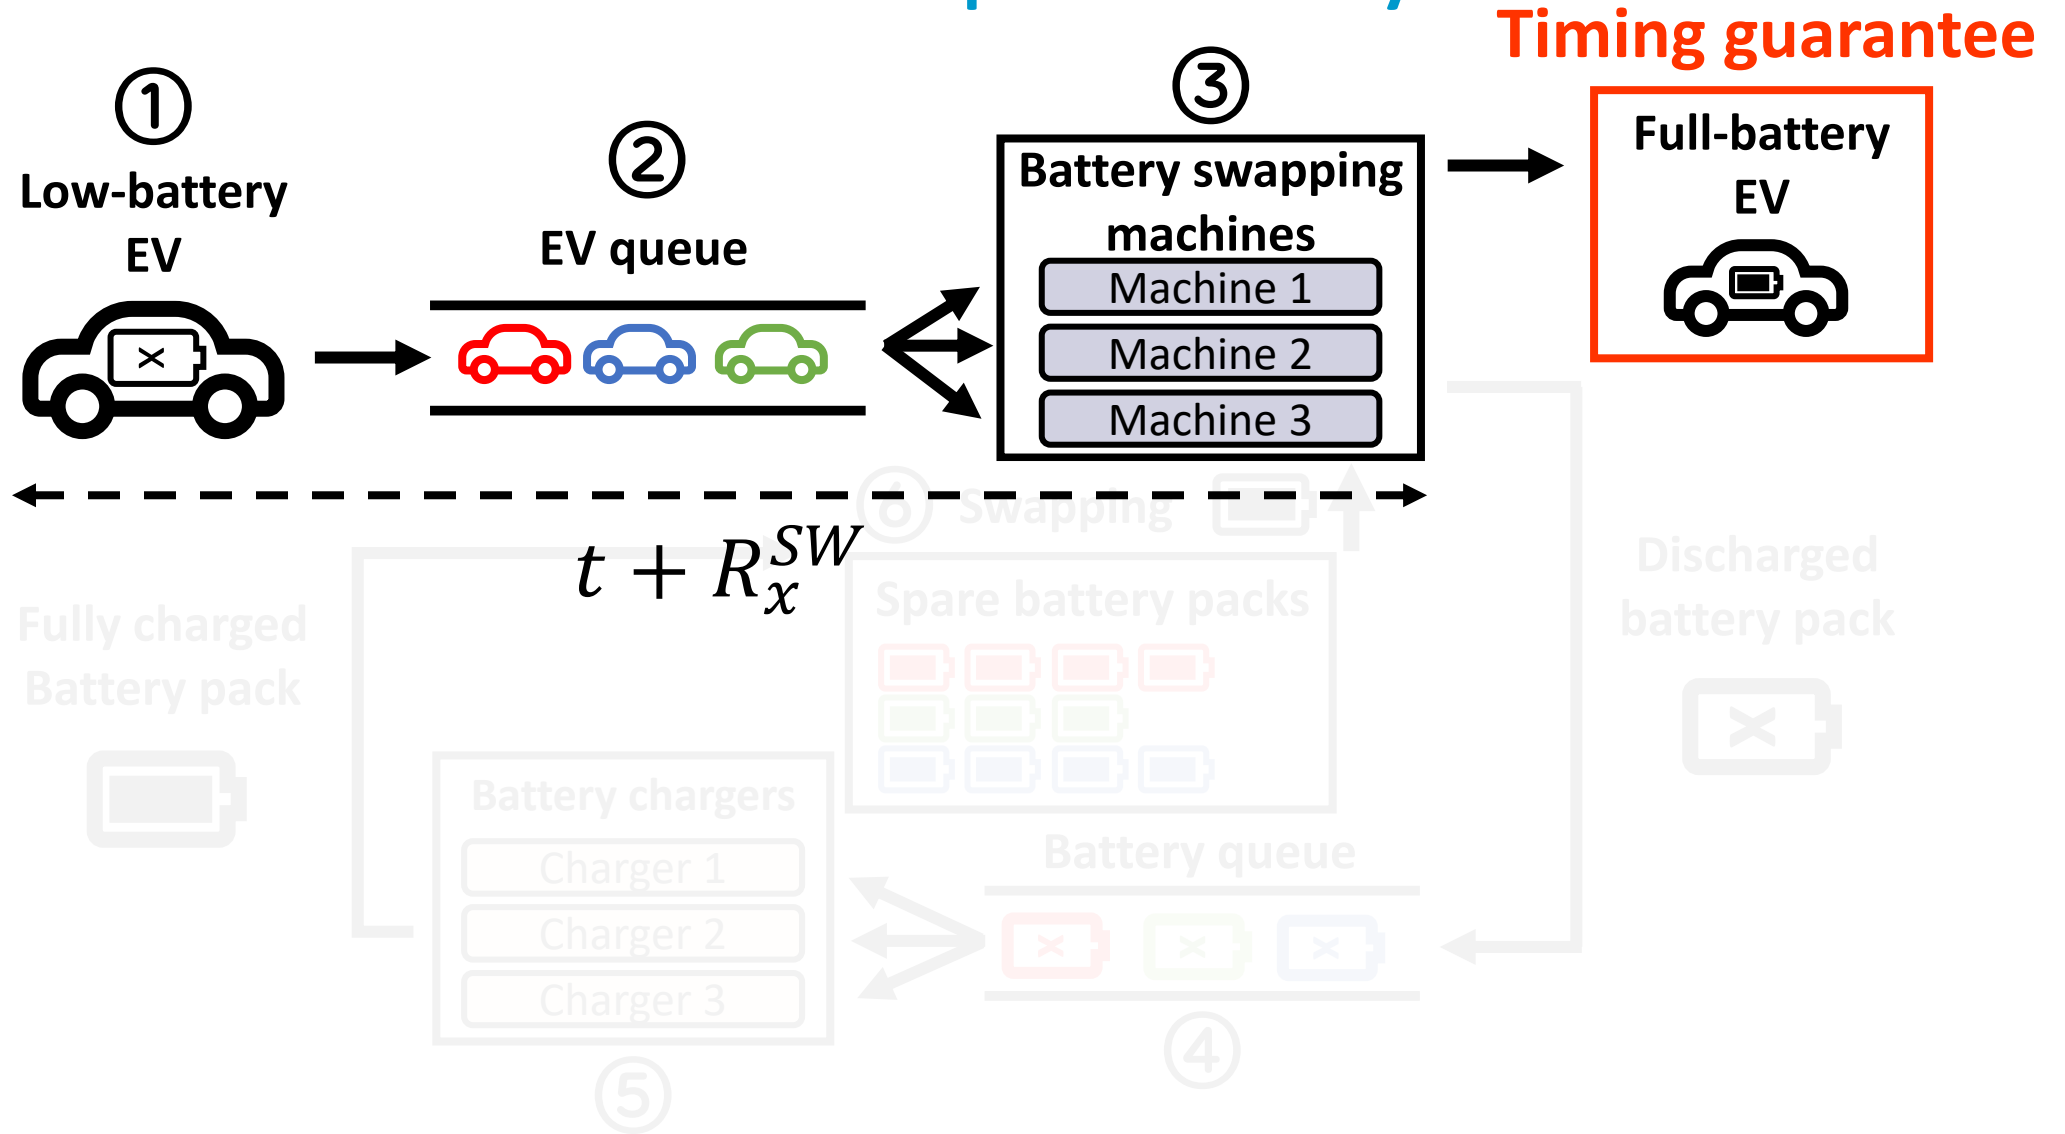 Timing guarantee
①
Low-battery
EV
②
EV queue
③
Battery swapping
machines
Machine 1
Machine 2
Machine 3
Full-battery
EV
t + R_x^{SW}
⑥ Swapping
Fully charged
Battery pack
Spare battery packs
Discharged
battery pack
Battery chargers
Charger 1
Charger 2
Charger 3
⑤
Battery queue
④